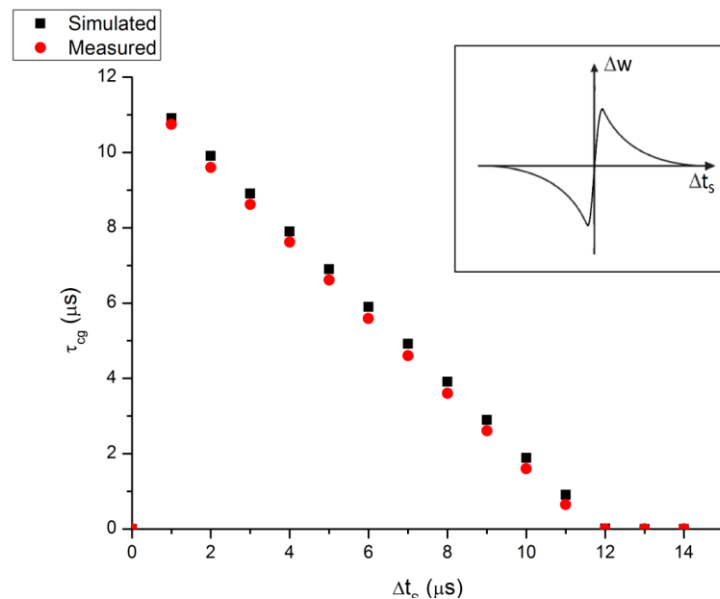 Simulated
Measured
12
10
8
6
4
2
0
τcg (μs)
0 2 4 6 8 10 12 14
Δts (μs)
Δw
Δts